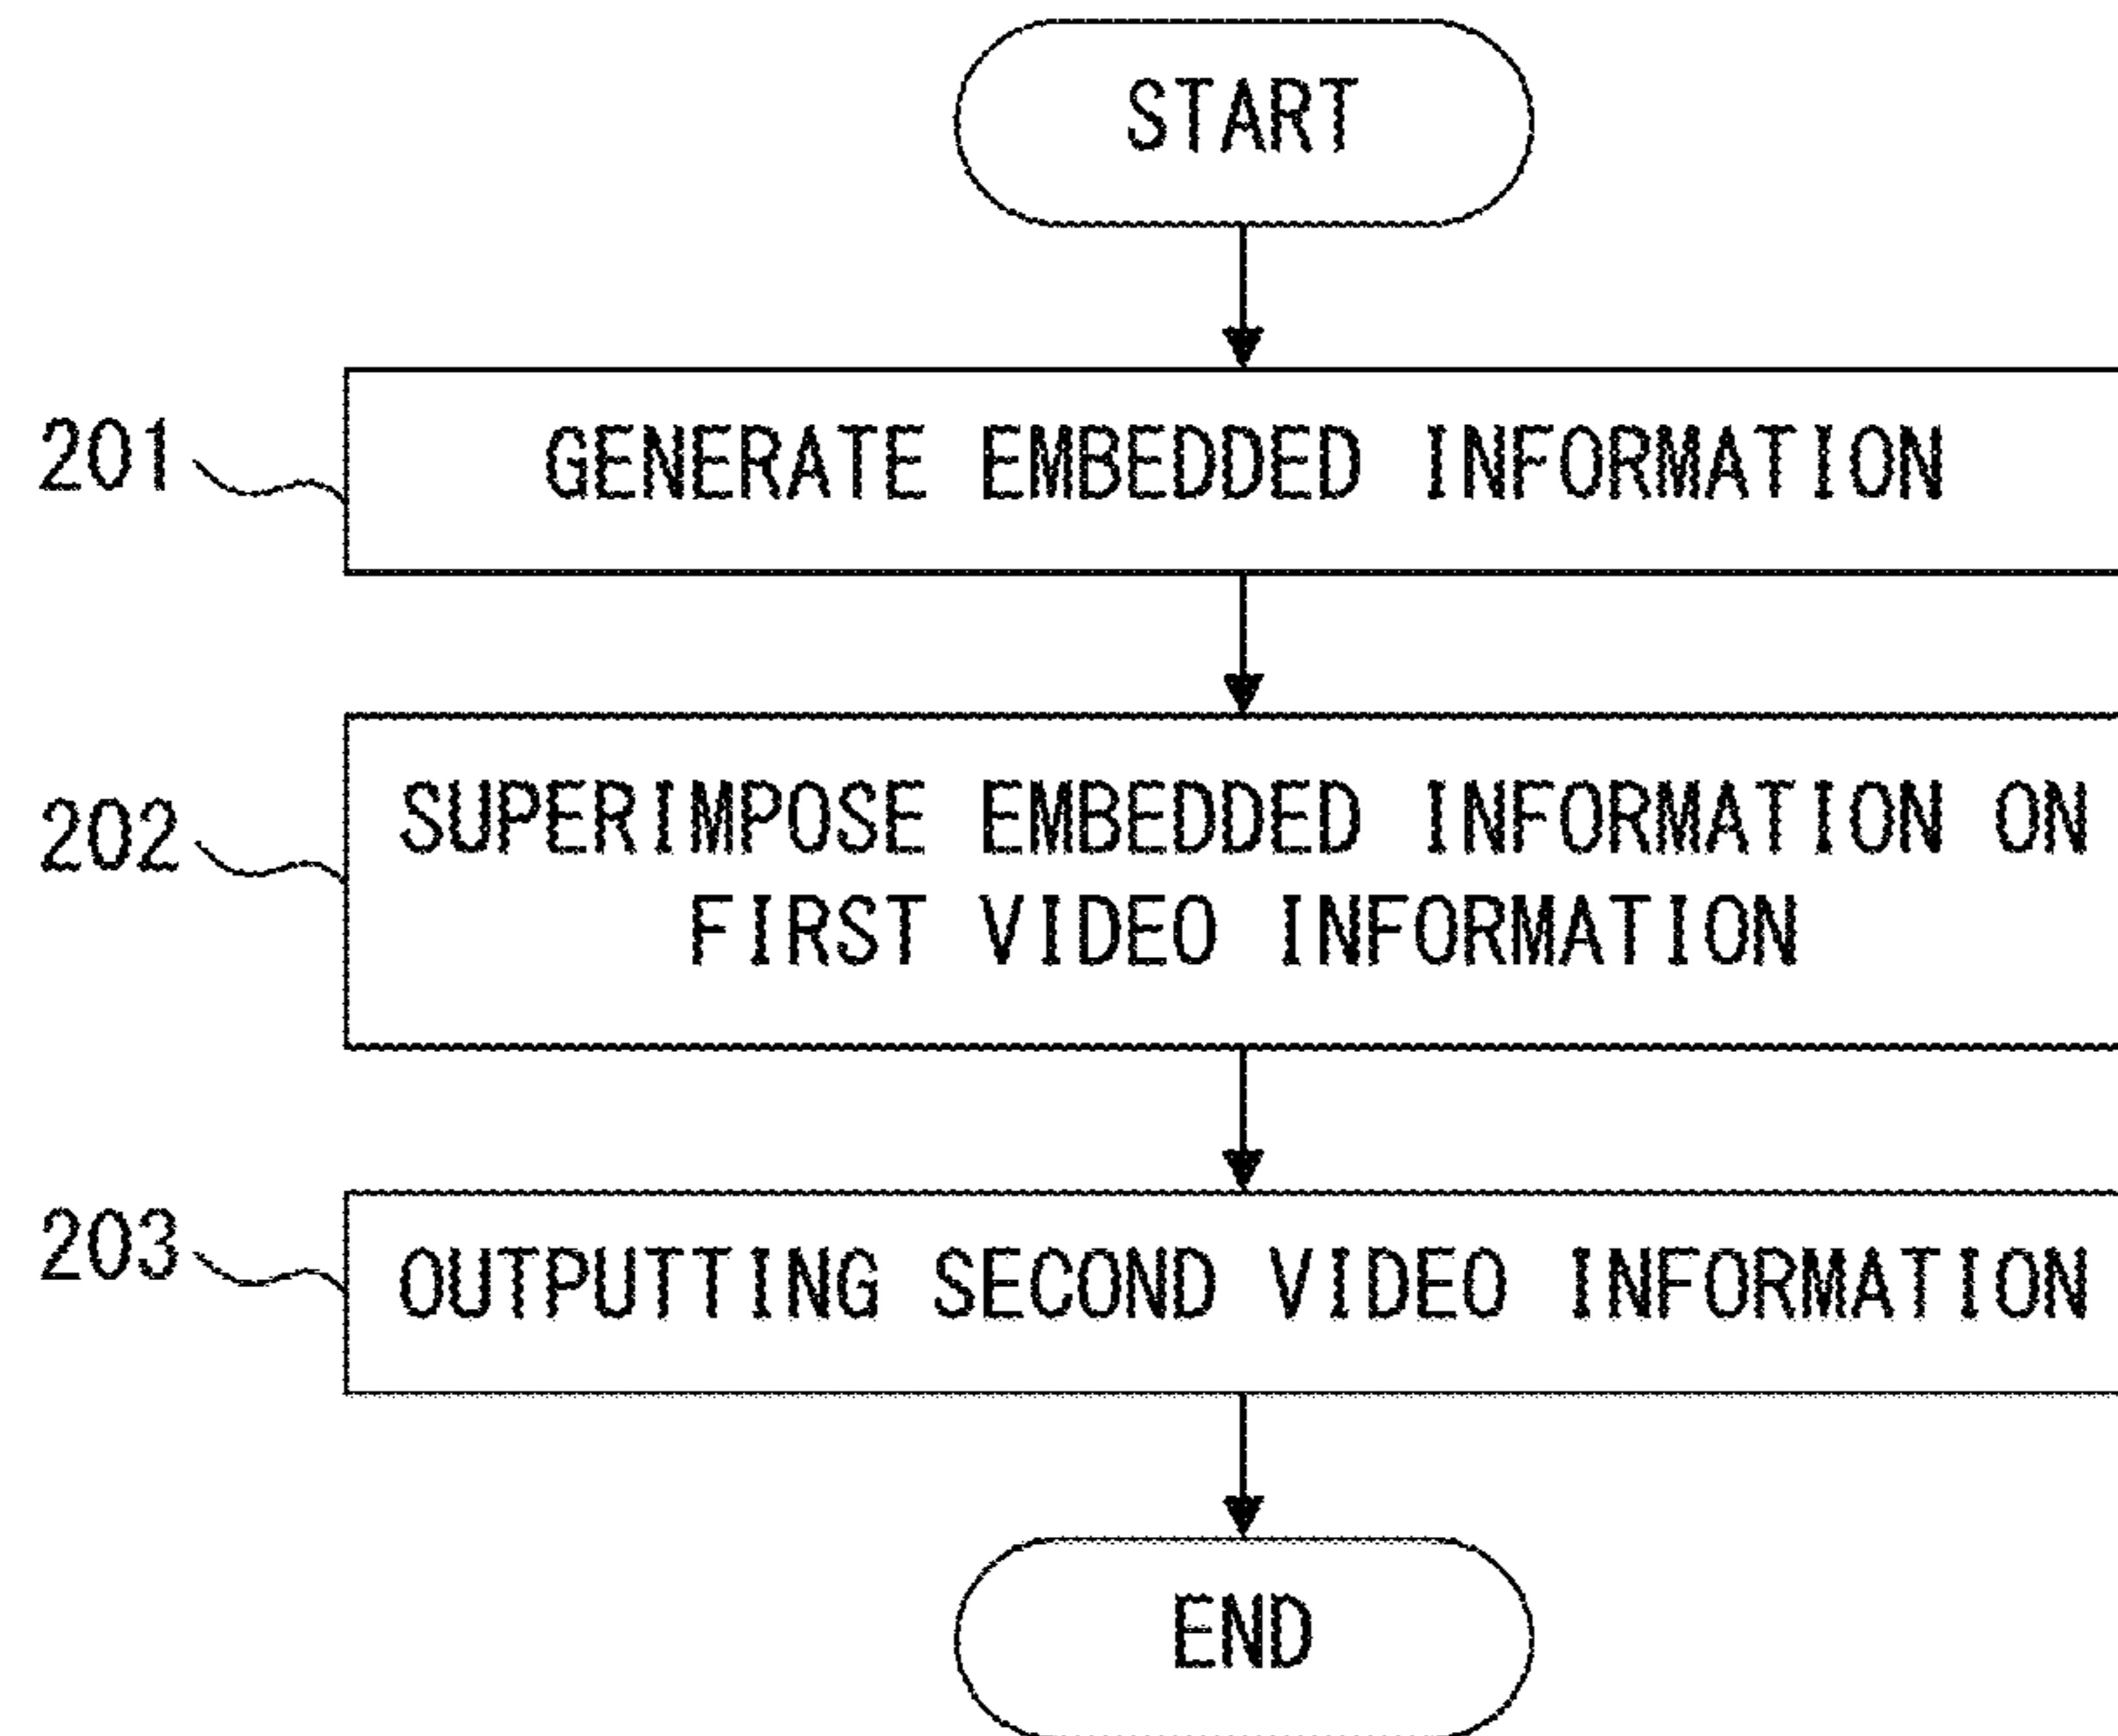 START
201
GENERATE EMBEDDED INFORMATION
202
SUPERIMPOSE EMBEDDED INFORMATION ON
FIRST VIDEO INFORMATION
203
OUTPUTTING SECOND VIDEO INFORMATION
END